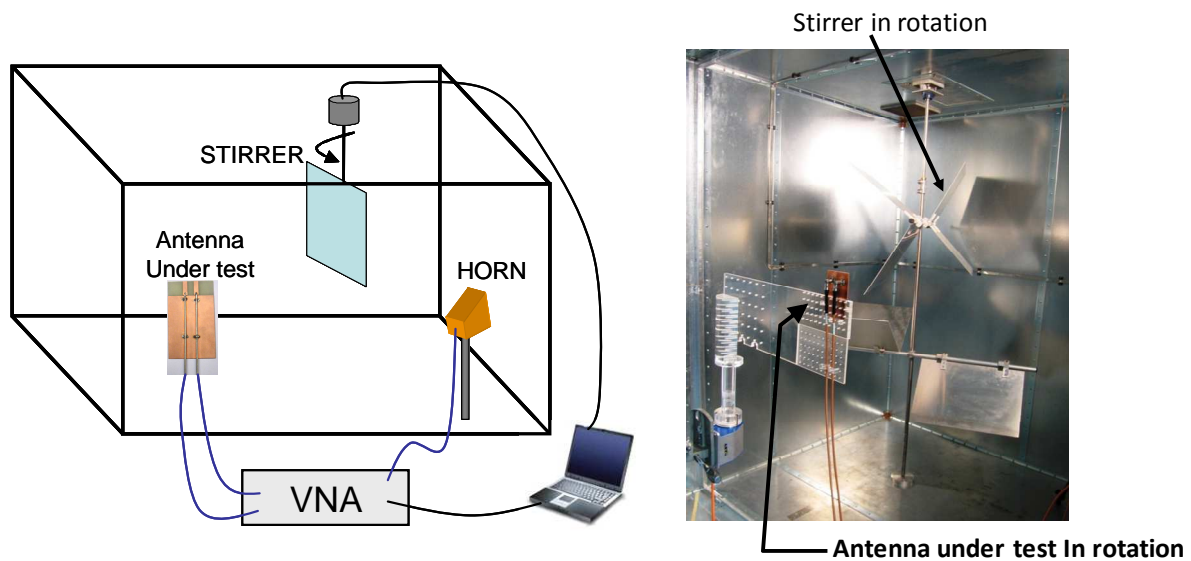 Stirrer in rotation
STIRRER
Antenna
Under test
HORN
VNA
Antenna under test In rotation